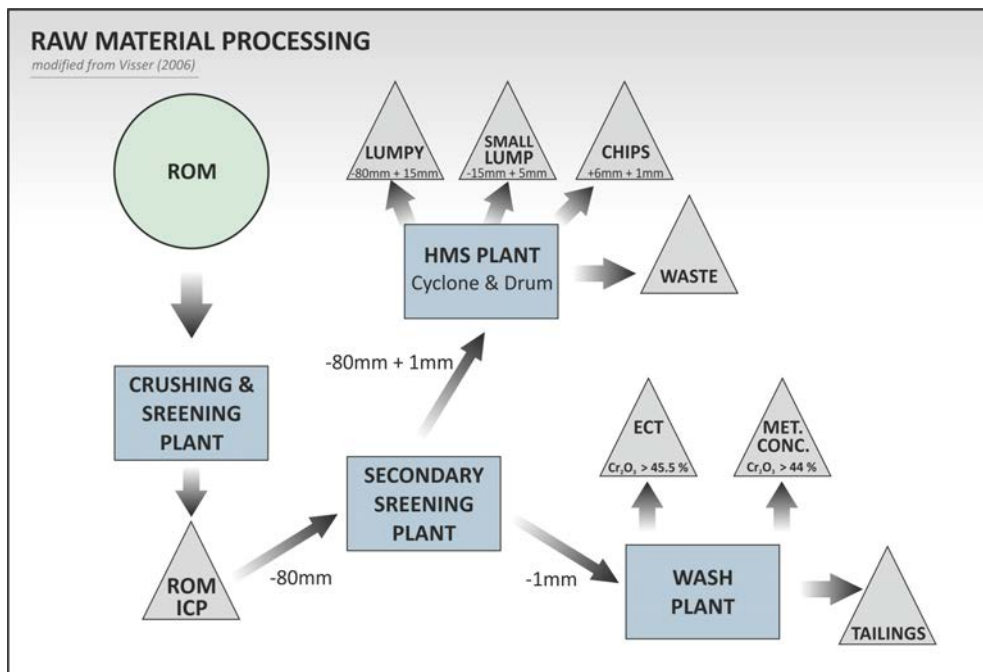 RAW MATERIAL PROCESSING
modified from Visser (2006)
ROM
LUMPY
-80mm + 15mm
SMALL
LUMP
-15mm + 5mm
CHIPS
+6mm + 1mm
HMS PLANT
Cyclone & Drum
WASTE
-80mm + 1mm
CRUSHING &
SREENING
PLANT
ECT
Cr₂O₃ > 45.5 %
MET.
CONC.
Cr₂O₃ > 44 %
SECONDARY
SREENING
PLANT
ROM
ICP
-80mm
-1mm
WASH
PLANT
TAILINGS